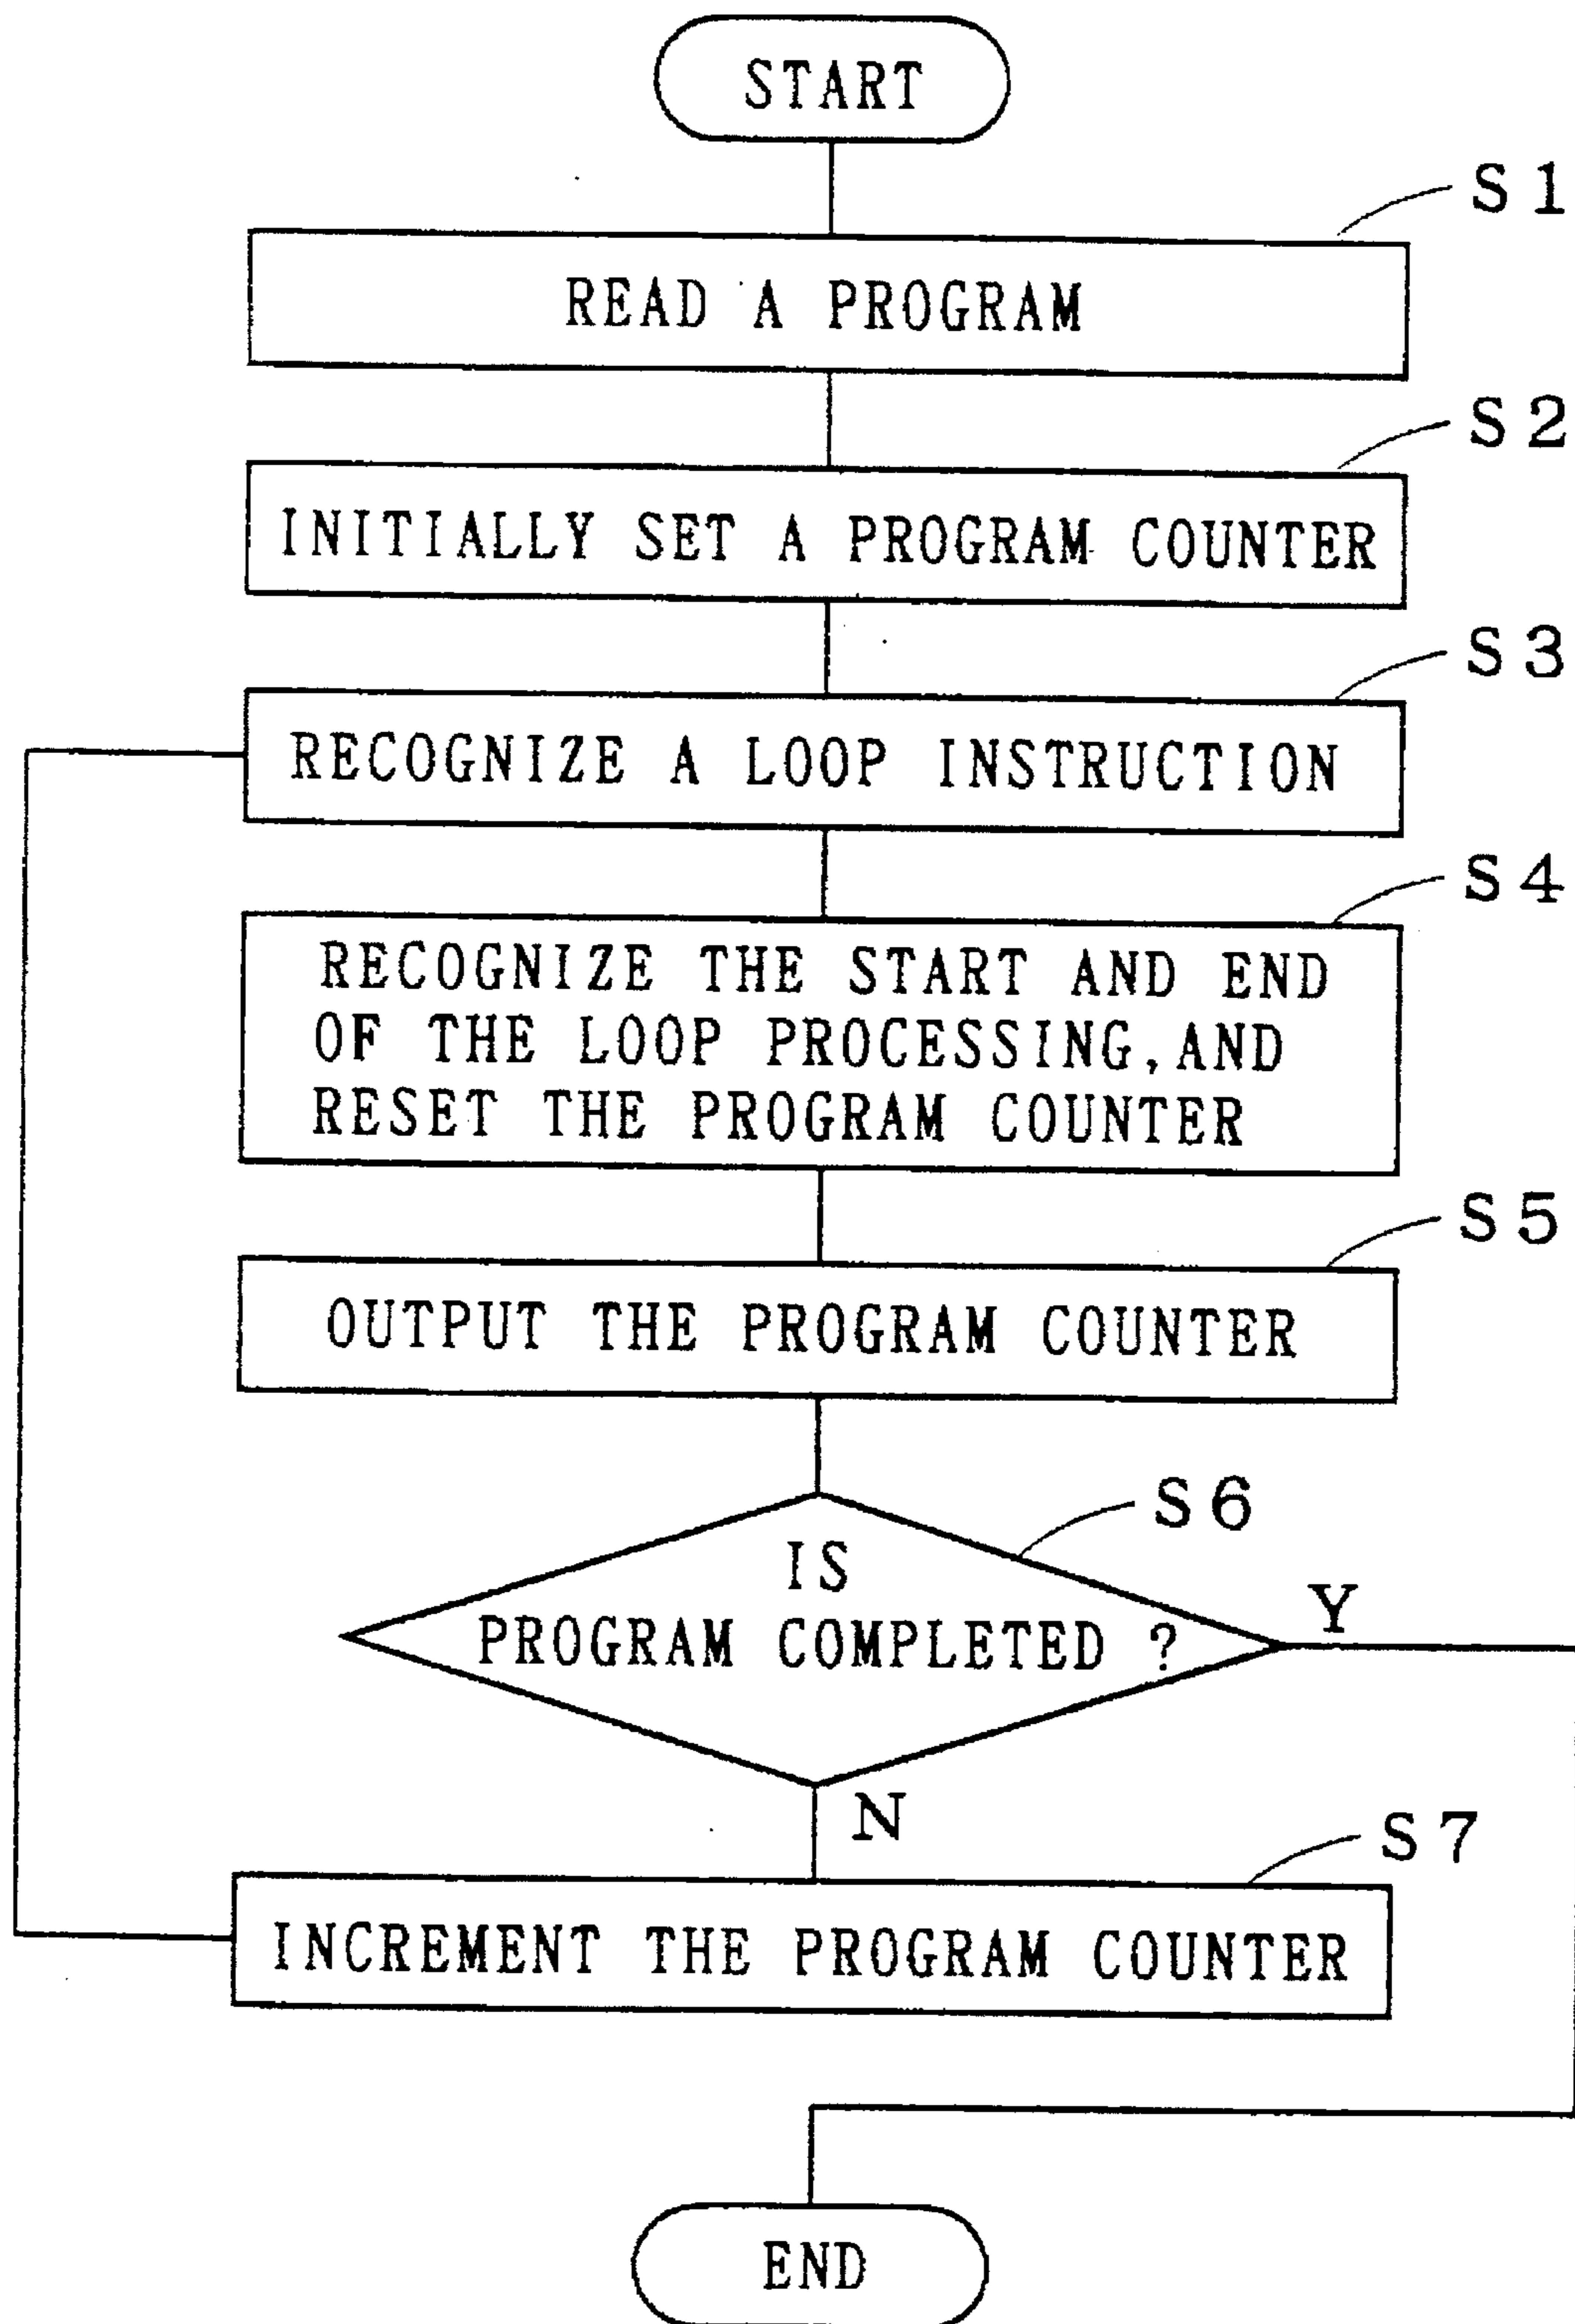 START
S1
READ A PROGRAM
S2
INITIALLY SET A PROGRAM COUNTER
S3
RECOGNIZE A LOOP INSTRUCTION
S4
RECOGNIZE THE START AND END
OF THE LOOP PROCESSING, AND
RESET THE PROGRAM COUNTER
S5
OUTPUT THE PROGRAM COUNTER
S6
IS
PROGRAM COMPLETED ?
Y
N
S7
INCREMENT THE PROGRAM COUNTER
END